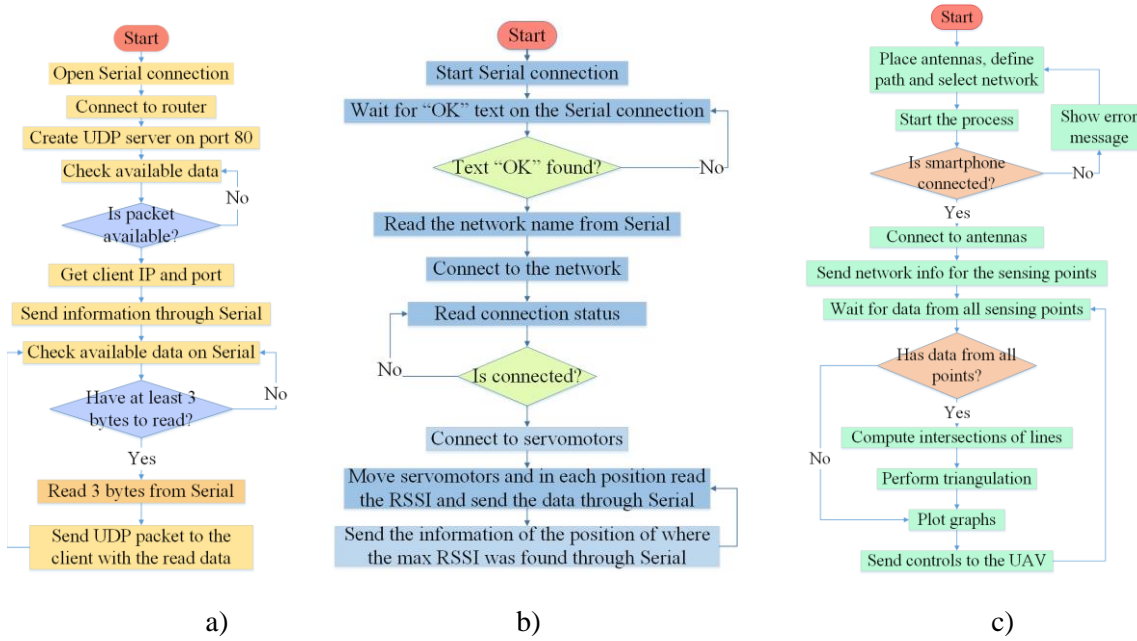 Start
Open Serial connection
Connect to router
Create UDP server on port 80
Check available data
No
Is packet
available?
Get client IP and port
Send information through Serial
Check available data on Serial
No
Have at least 3
bytes to read?
Yes
Read 3 bytes from Serial
Send UDP packet to the
client with the read data
a)
Start
Start Serial connection
Wait for “OK” text on the Serial connection
Text “OK” found?
No
Read the network name from Serial
Connect to the network
Read connection status
No
Is connected?
Connect to servomotors
Move servomotors and in each position read
the RSSI and send the data through Serial
Send the information of the position of where
the max RSSI was found through Serial
b)
Start
Place antennas, define
path and select network
Start the process
Show error
message
Is smartphone
connected?
No
Yes
Connect to antennas
Send network info for the sensing points
Wait for data from all sensing points
Has data from all
points?
Yes
Compute intersections of lines
No
Perform triangulation
Plot graphs
Send controls to the UAV
c)